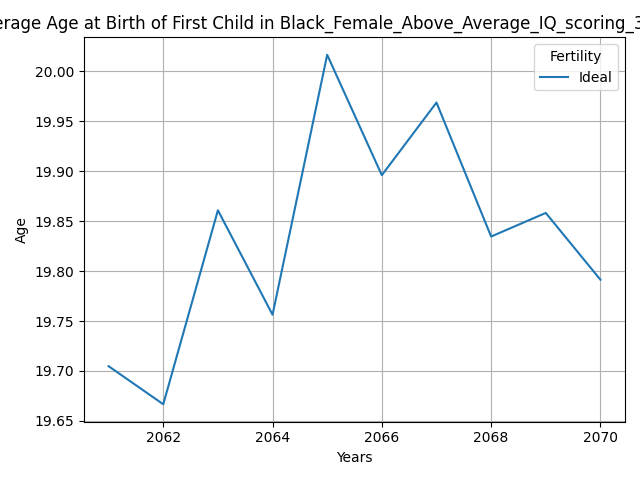 erage Age at Birth of First Child in Black_Female_Above_Average_IQ_scoring_3
Fertility
Ideal
20.00
19.95
19.90
19.85
19.80
19.75
19.70
19.65
Age
2062 2064 2066 2068 2070
Years